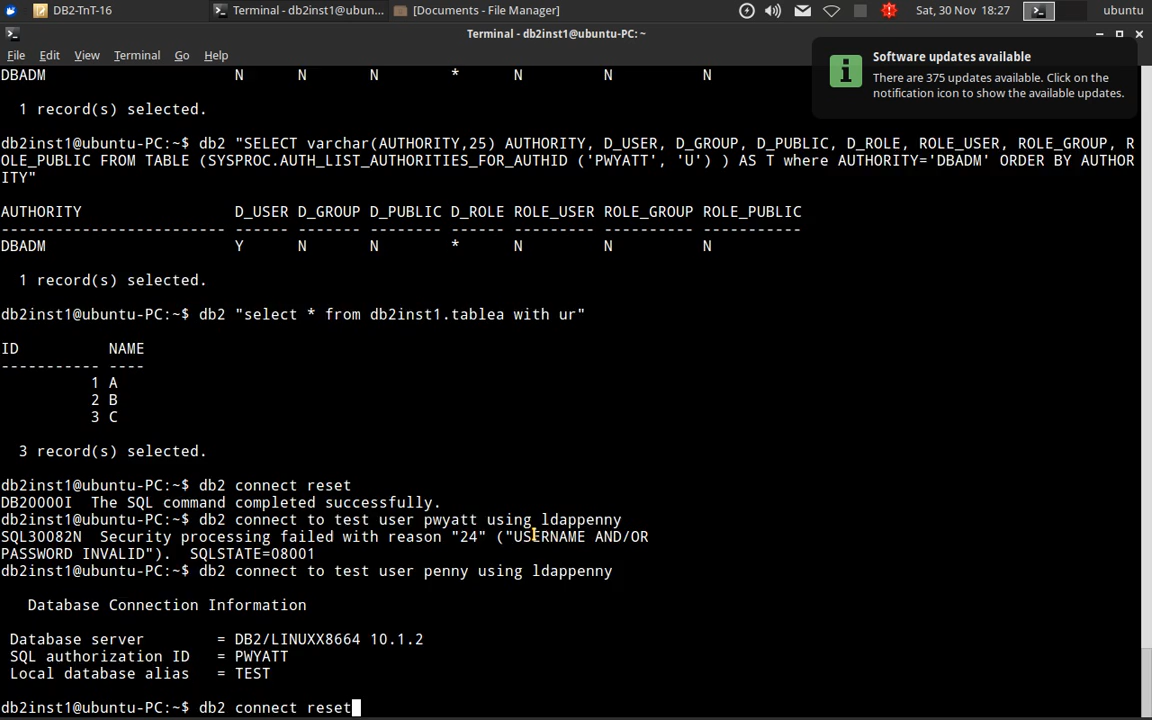 DB2-TnT-16
Terminal - db2inst1@ubun...
[Documents - File Manager]
Sat, 30 Nov 18:27
ubuntu
Terminal - db2inst1@ubuntu-PC: ~
File Edit View Terminal Go Help
Software updates available
There are 375 updates available. Click on the
notification icon to show the available updates.
DBADM N N N * N N N
1 record(s) selected.
db2inst1@ubuntu-PC:~$ db2 "SELECT varchar(AUTHORITY,25) AUTHORITY, D_USER, D_GROUP, D_PUBLIC, D_ROLE, ROLE_USER, ROLE_GROUP, R
OLE_PUBLIC FROM TABLE (SYSPROC.AUTH_LIST_AUTHORITIES_FOR_AUTHID ('PWYATT', 'U') ) AS T where AUTHORITY='DBADM' ORDER BY AUTHOR
ITY"
AUTHORITY D_USER D_GROUP D_PUBLIC D_ROLE ROLE_USER ROLE_GROUP ROLE_PUBLIC
------------------------- ------ ------- -------- ------ --------- ---------- -----------
DBADM Y N N * N N N
1 record(s) selected.
db2inst1@ubuntu-PC:~$ db2 "select * from db2inst1.tablea with ur"
ID NAME
----------- ----
1 A
2 B
3 C
3 record(s) selected.
db2inst1@ubuntu-PC:~$ db2 connect reset
DB20000I The SQL command completed successfully.
db2inst1@ubuntu-PC:~$ db2 connect to test user pwyatt using ldappenny
SQL30082N Security processing failed with reason "24" ("USERNAME AND/OR
PASSWORD INVALID"). SQLSTATE=08001
db2inst1@ubuntu-PC:~$ db2 connect to test user penny using ldappenny
Database Connection Information
Database server = DB2/LINUXX8664 10.1.2
SQL authorization ID = PWYATT
Local database alias = TEST
db2inst1@ubuntu-PC:~$ db2 connect reset